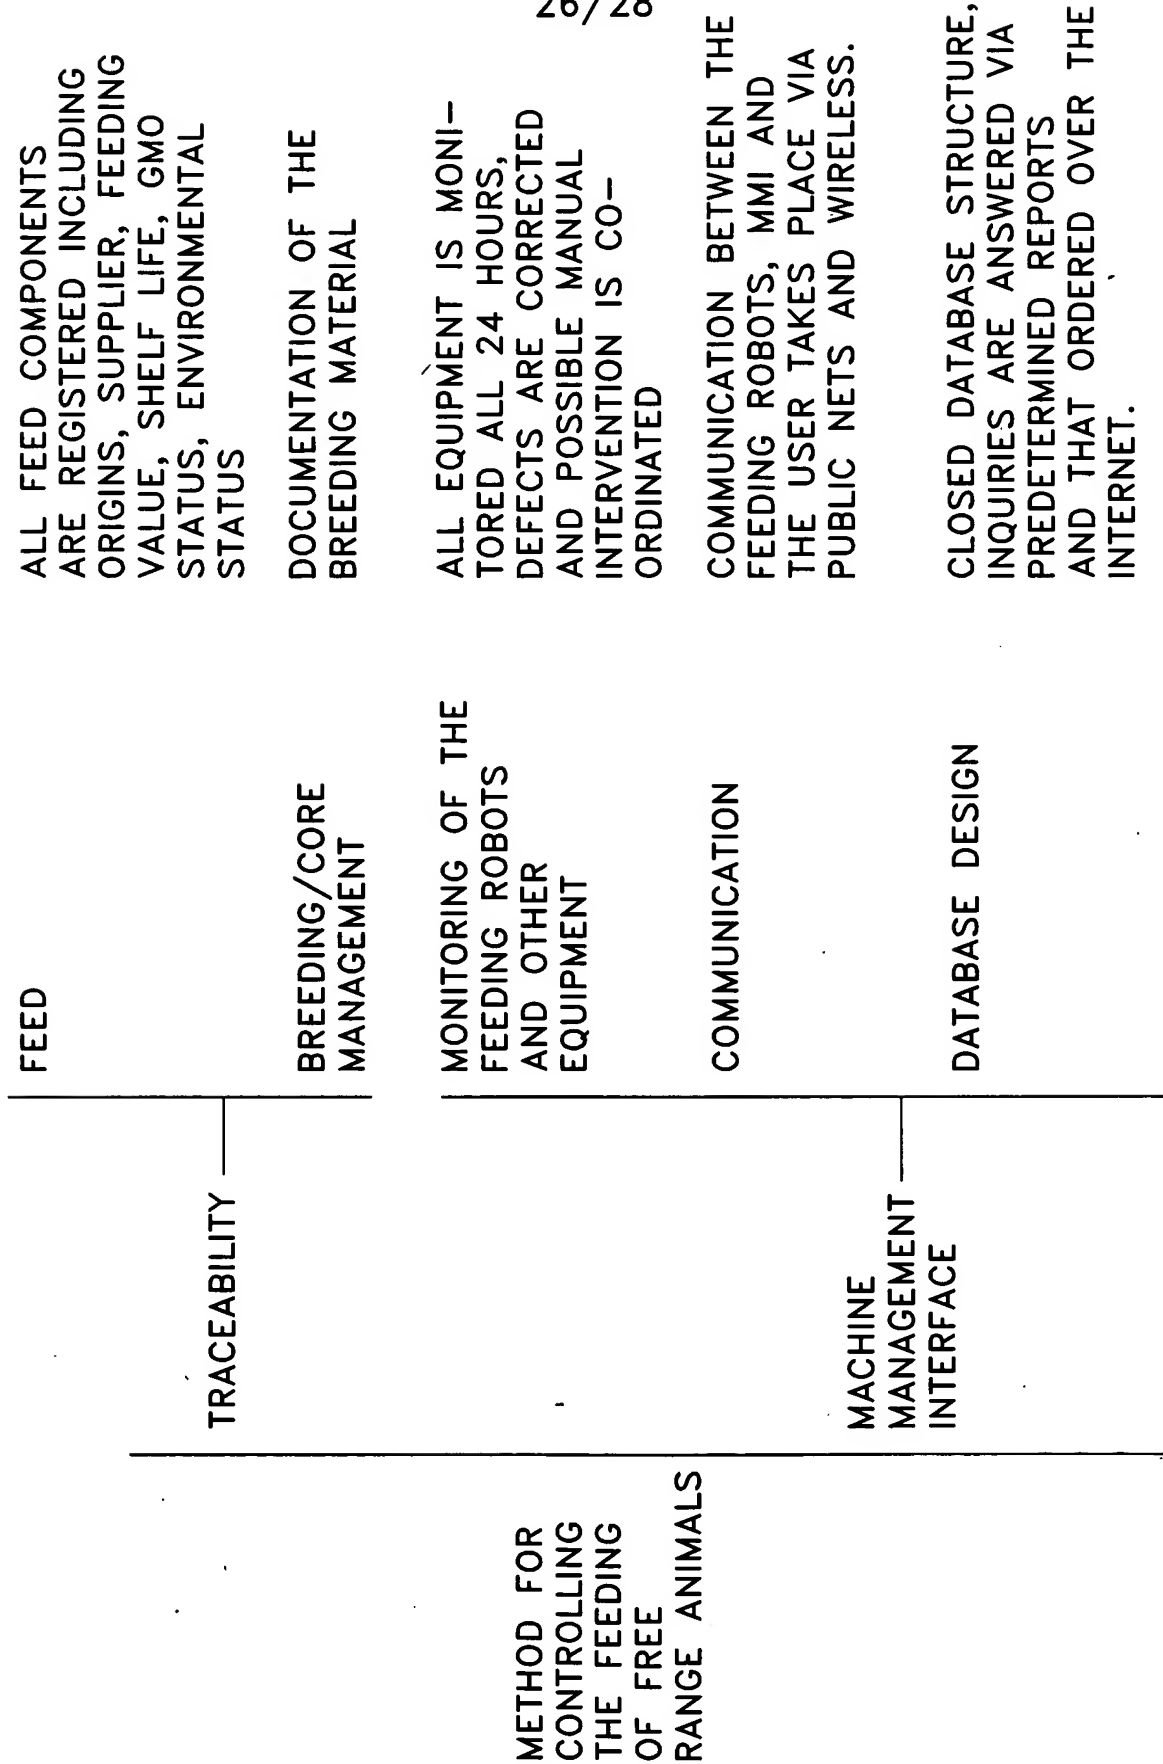 26/28
METHOD FOR
CONTROLLING
THE FEEDING
OF FREE
RANGE ANIMALS
TRACEABILITY
FEED
ALL FEED COMPONENTS
ARE REGISTERED INCLUDING
ORIGINS, SUPPLIER, FEEDING
VALUE, SHELF LIFE, GMO
STATUS, ENVIRONMENTAL
STATUS
BREEDING/CORE
MANAGEMENT
DOCUMENTATION OF THE
BREEDING MATERIAL
MACHINE
MANAGEMENT
INTERFACE
MONITORING OF THE
FEEDING ROBOTS
AND OTHER
EQUIPMENT
ALL EQUIPMENT IS MONI-
TORED ALL 24 HOURS,
DEFECTS ARE CORRECTED
AND POSSIBLE MANUAL
INTERVENTION IS CO-
ORDINATED
COMMUNICATION
COMMUNICATION BETWEEN THE
FEEDING ROBOTS, MMI AND
THE USER TAKES PLACE VIA
PUBLIC NETS AND WIRELESS.
DATABASE DESIGN
CLOSED DATABASE STRUCTURE,
INQUIRIES ARE ANSWERED VIA
PREDETERMINED REPORTS
AND THAT ORDERED OVER THE
INTERNET.